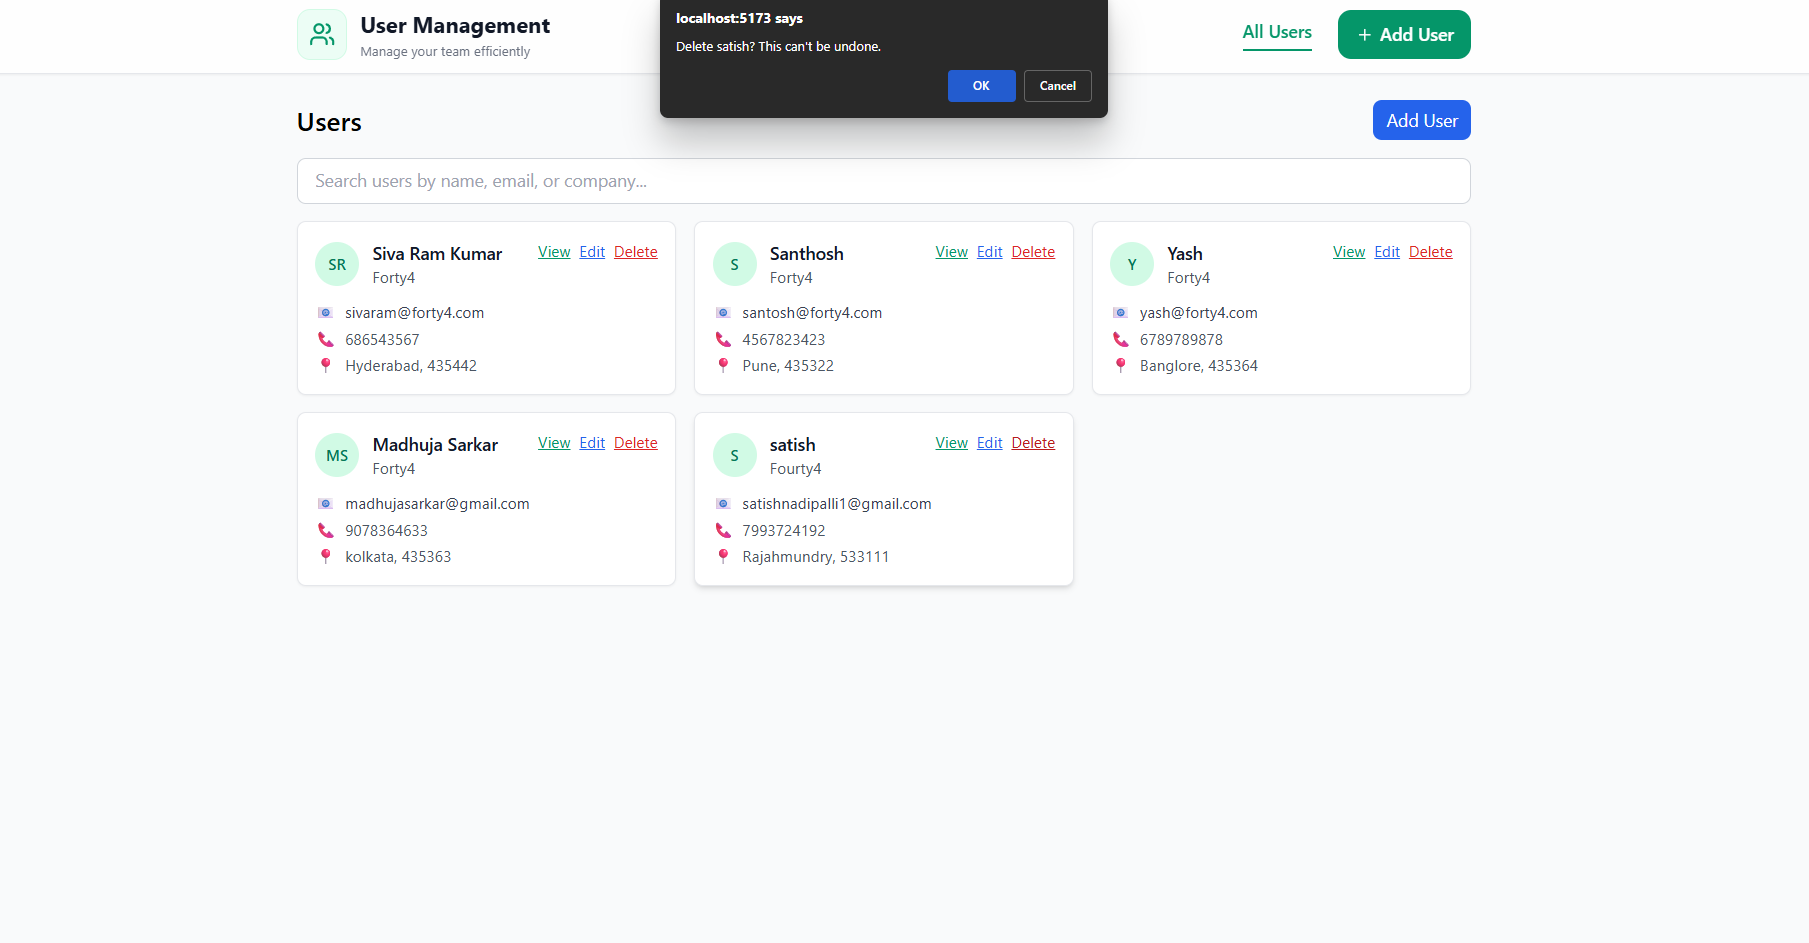 User Management
Manage your team efficiently
localhost:5173 says
Delete satish? This can't be undone.
OK Cancel
All Users
+ Add User
Users
Add User
Search users by name, email, or company...
SR
Siva Ram Kumar
View Edit Delete
Forty4
sivaram@forty4.com
686543567
Hyderabad, 435442
S
Santhosh
View Edit Delete
Forty4
santosh@forty4.com
4567823423
Pune, 435322
Y
Yash
View Edit Delete
Forty4
yash@forty4.com
6789789878
Banglore, 435364
MS
Madhuja Sarkar
View Edit Delete
Forty4
madhujasarkar@gmail.com
9078364633
kolkata, 435363
S
satish
View Edit Delete
Fourty4
satishnadipalli1@gmail.com
7993724192
Rajahmundry, 533111